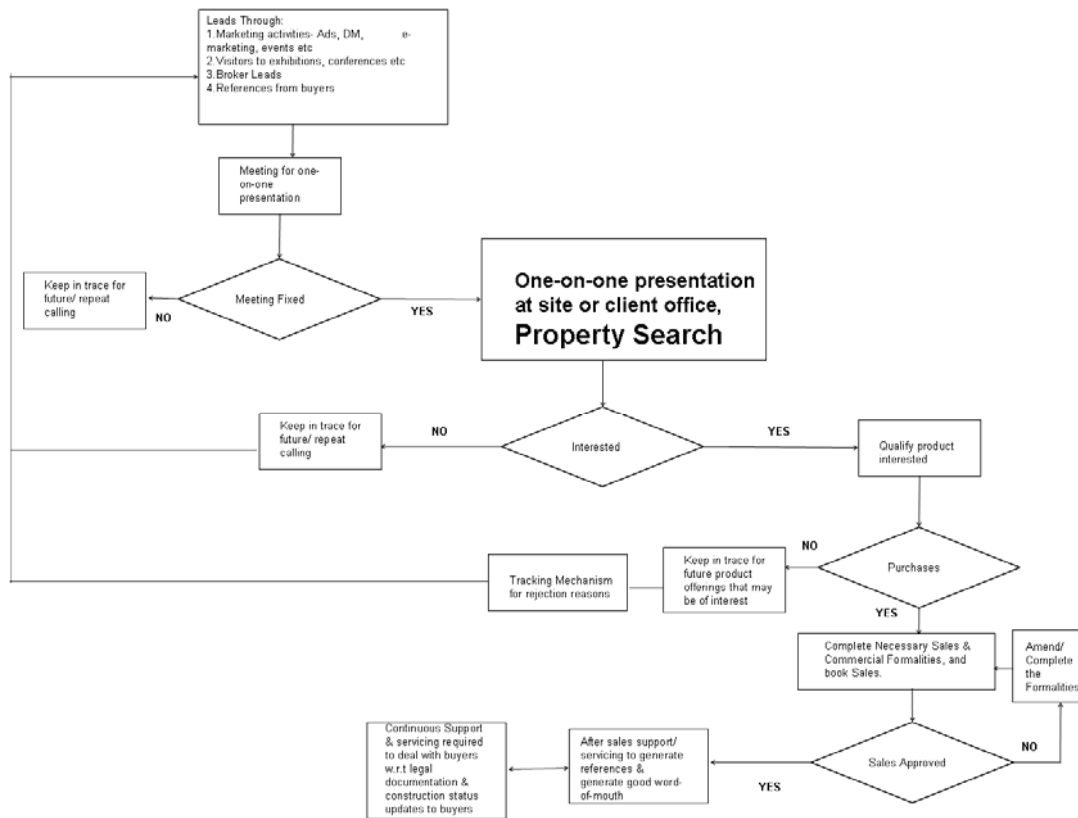 Leads Through:
1.Marketing activities- Ads, DM, e-
marketing, events etc
2.Visitors to exhibitions, conferences etc
3.Broker Leads
4.References from buyers
Meeting for one-
on-one
presentation
Keep in trace for
future/ repeat
calling
NO
Meeting Fixed
YES
One-on-one presentation
at site or client office,
Property Search
Keep in trace for
future/ repeat
calling
NO
Interested
YES
Qualify product
interested
Tracking Mechanism
for rejection reasons
Keep in trace for
future product
offerings that may
be of interest
NO
Purchases
YES
Complete Necessary Sales &
Commercial Formalities, and
book Sales.
Amend/
Complete
the
Formalities
Continuous Support
& servicing required
to deal with buyers
w.r.t legal
documentation &
construction status
updates to buyers
After sales support/
servicing to generate
references &
generate good word-
of-mouth
YES
Sales Approved
NO